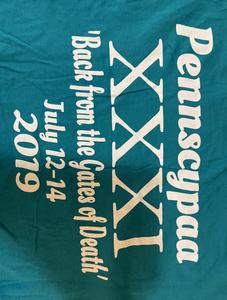 Pennscypaa
XXXI
'Back from the Gates of Death'
July 12-14
2019